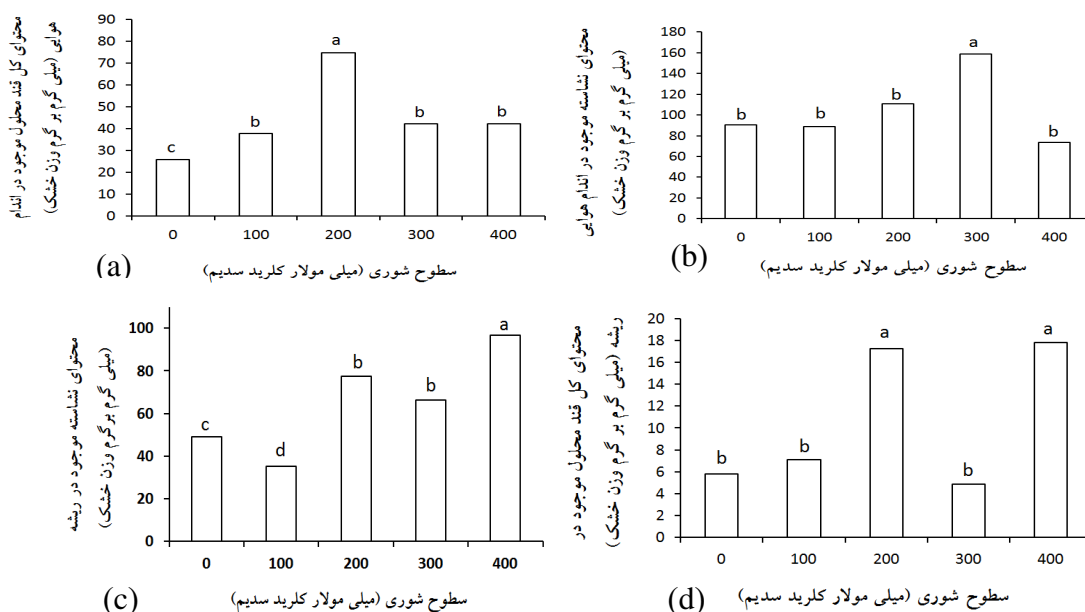 محتوای کل قند محلول موجود در اندام
هوایی (میلی گرم بر گرم وزن خشک)
90
80
70
60
50
40
30
20
10
0
c
b
a
b
b
0 100 200 300 400
سطوح شوری (میلی مولار کلرید سدیم)
(a)
محتوای نشاسته موجود در اندام هوایی
(میلی گرم بر گرم وزن خشک)
180
160
140
120
100
80
60
40
20
0
b
b
b
a
b
0 100 200 300 400
سطوح شوری (میلی مولار کلرید سدیم)
(b)
محتوای نشاسته موجود در ریشه
(میلی گرم برگرم وزن خشک)
100
80
60
40
20
0
c
d
b
b
a
0 100 200 300 400
سطوح شوری (میلی مولار کلرید سدیم)
(c)
محتوای کل قند محلول موجود در
ریشه (میلی گرم بر گرم وزن خشک)
20
18
16
14
12
10
8
6
4
2
0
b
b
a
b
a
0 100 200 300 400
سطوح شوری (میلی مولار کلرید سدیم)
(d)